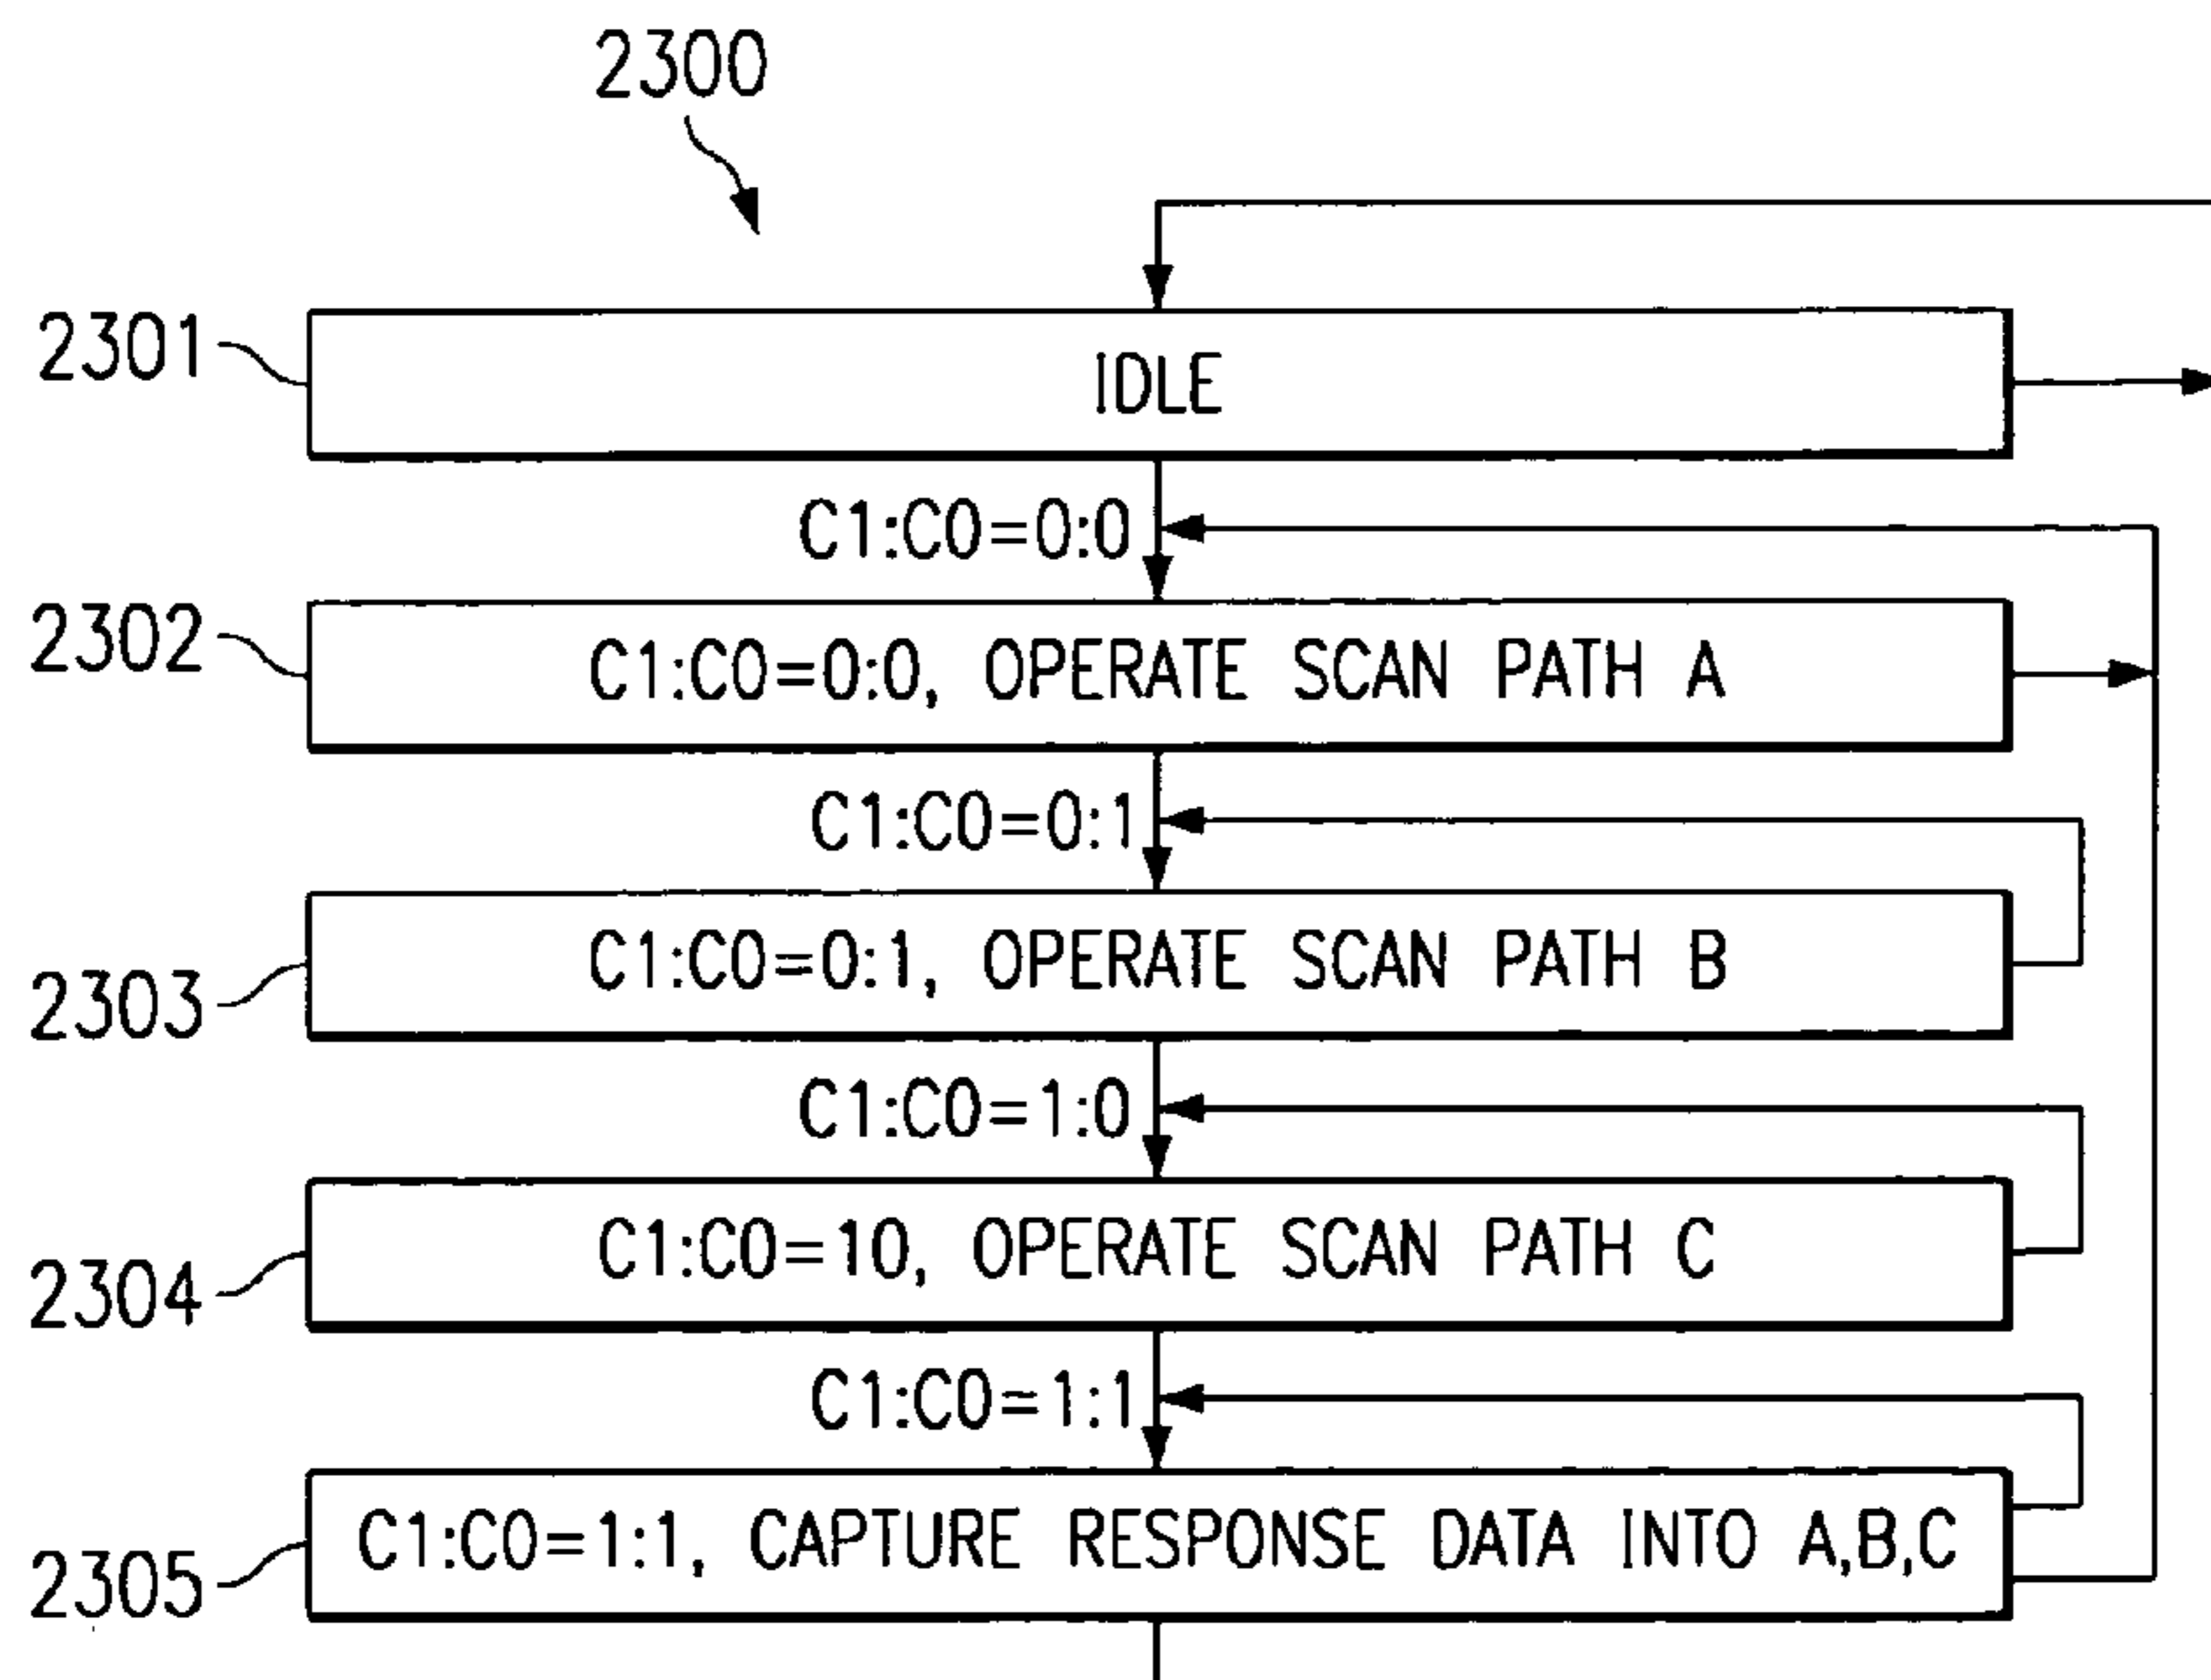 2300
2301
IDLE
C1:C0=0:0
2302
C1:C0=0:0, OPERATE SCAN PATH A
C1:C0=0:1
2303
C1:C0=0:1, OPERATE SCAN PATH B
C1:C0=1:0
2304
C1:C0=10, OPERATE SCAN PATH C
C1:C0=1:1
2305
C1:C0=1:1, CAPTURE RESPONSE DATA INTO A,B,C